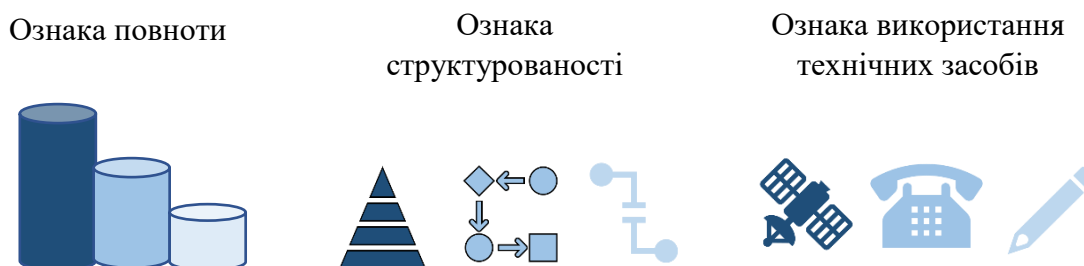 Ознака повноти
Ознака
структурованості
Ознака використання
технічних засобів